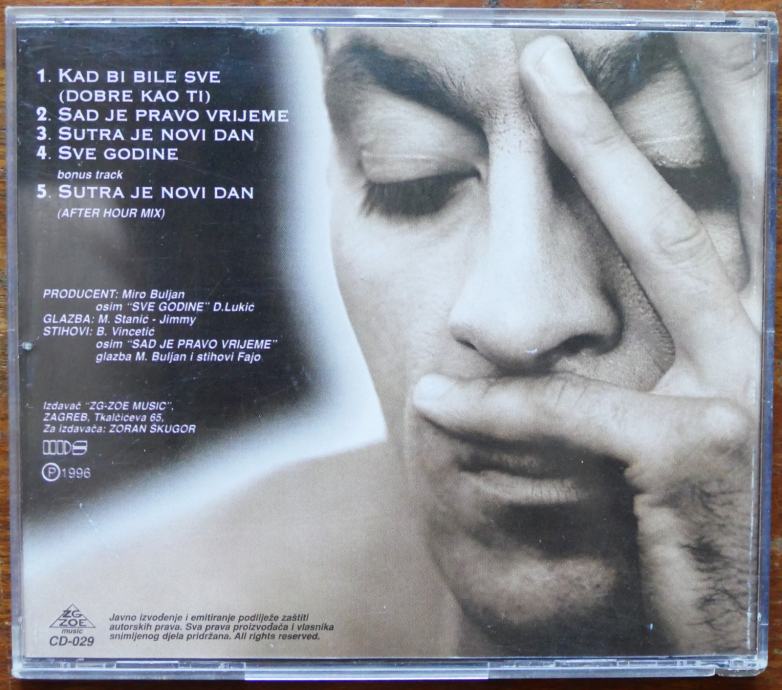 1. KAD BI BILE SVE
(DOBRE KAO TI)
2. SAD JE PRAVO VRIJEME
3. SUTRA JE NOVI DAN
4. SVE GODINE
bonus track
5. SUTRA JE NOVI DAN
(AFTER HOUR MIX)
PRODUCENT: Miro Buljan
osim "SVE GODINE" D.Lukić
GLAZBA: M. Stanić - Jimmy
STIHOVI: B. Vincetić
osim "SAD JE PRAVO VRIJEME"
glazba M. Buljan i stihovi Fajo
Izdavač "ZG-ZOE MUSIC",
ZAGREB, Tkalčićeva 65,
Za izdavača: ZORAN ŠKUGOR
MDS
Ⓟ1996
ZG
ZOE
music
CD-029
Javno izvođenje i emitiranje podliježe zaštiti
autorskih prava. Sva prava proizvođača i vlasnika
snimljenog djela pridržana. All rights reserved.